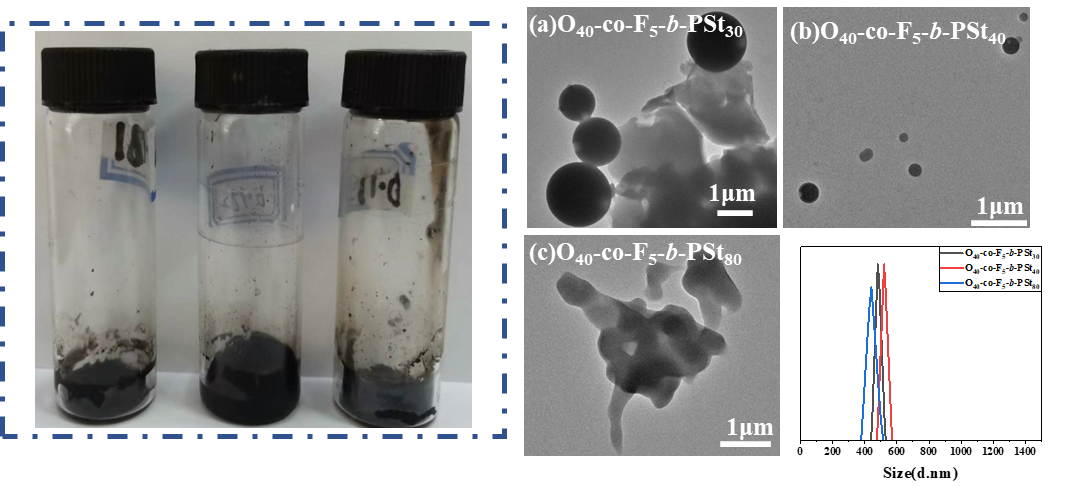 (a)O40-co-F5-b-PSt30
1μm
(b)O40-co-F5-b-PSt40
1μm
(c)O40-co-F5-b-PSt80
1μm
O40-co-F5-b-PSt30
O40-co-F5-b-PSt40
O40-co-F5-b-PSt80
0 200 400 600 800 1000 1200 1400
Size(d.nm)